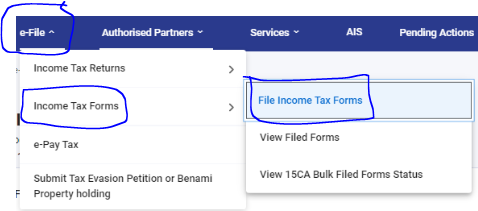 e-File
Authorised Partners
Services
AIS
Pending Actions
Income Tax Returns
Income Tax Forms
e-Pay Tax
Submit Tax Evasion Petition or Benami
Property holding
File Income Tax Forms
View Filed Forms
View 15CA Bulk Filed Forms Status